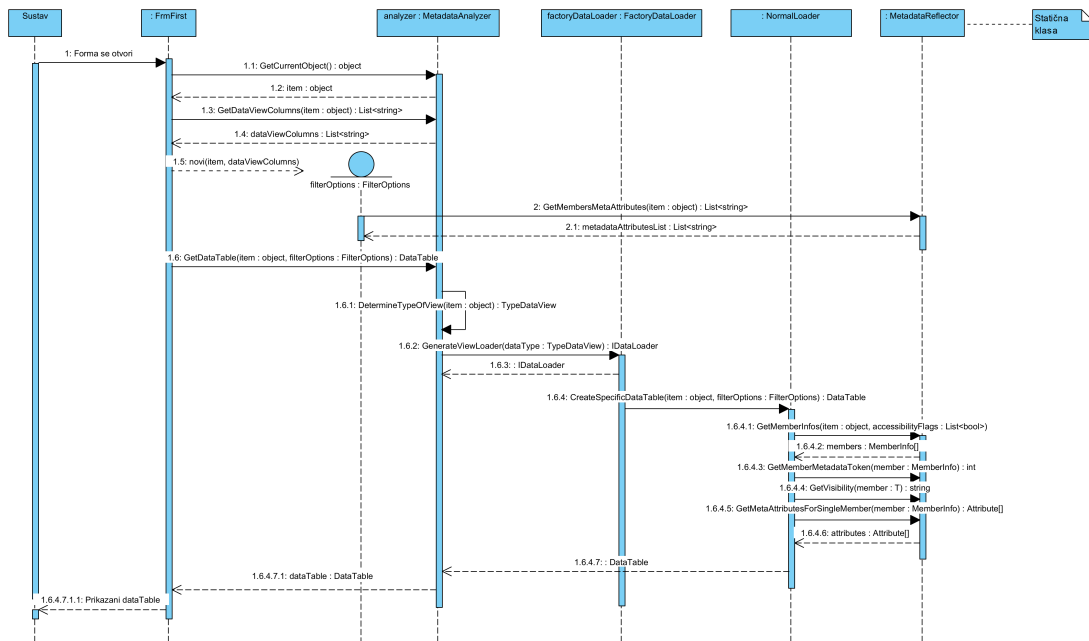 Sustav
: FrmFirst
analyzer : MetadataAnalyzer
factoryDataLoader : FactoryDataLoader
: NormalLoader
: MetadataReflector
Statična
klasa
1: Forma se otvori
1.1: GetCurrentObject() : object
1.2: item : object
1.3: GetDataViewColumns(item : object) : List<string>
1.4: dataViewColumns : List<string>
1.5: novi(item, dataViewColumns)
filterOptions : FilterOptions
2: GetMembersMetaAttributes(item : object) : List<string>
2.1: metadataAttributesList : List<string>
1.6: GetDataTable(item : object, filterOptions : FilterOptions) : DataTable
1.6.1: DetermineTypeOfView(item : object) : TypeDataView
1.6.2: GenerateViewLoader(dataType : TypeDataView) : IDataLoader
1.6.3: : IDataLoader
1.6.4: CreateSpecificDataTable(item : object, filterOptions : FilterOptions) : DataTable
1.6.4.1: GetMemberInfos(item : object, accessibilityFlags : List<bool>)
1.6.4.2: members : MemberInfo[]
1.6.4.3: GetMemberMetadataToken(member : MemberInfo) : int
1.6.4.4: GetVisibility(member : T) : string
1.6.4.5: GetMetaAttributesForSingleMember(member : MemberInfo) : Attribute[]
1.6.4.6: attributes : Attribute[]
1.6.4.7: : DataTable
1.6.4.7.1: dataTable : DataTable
1.6.4.7.1.1: Prikazani dataTable